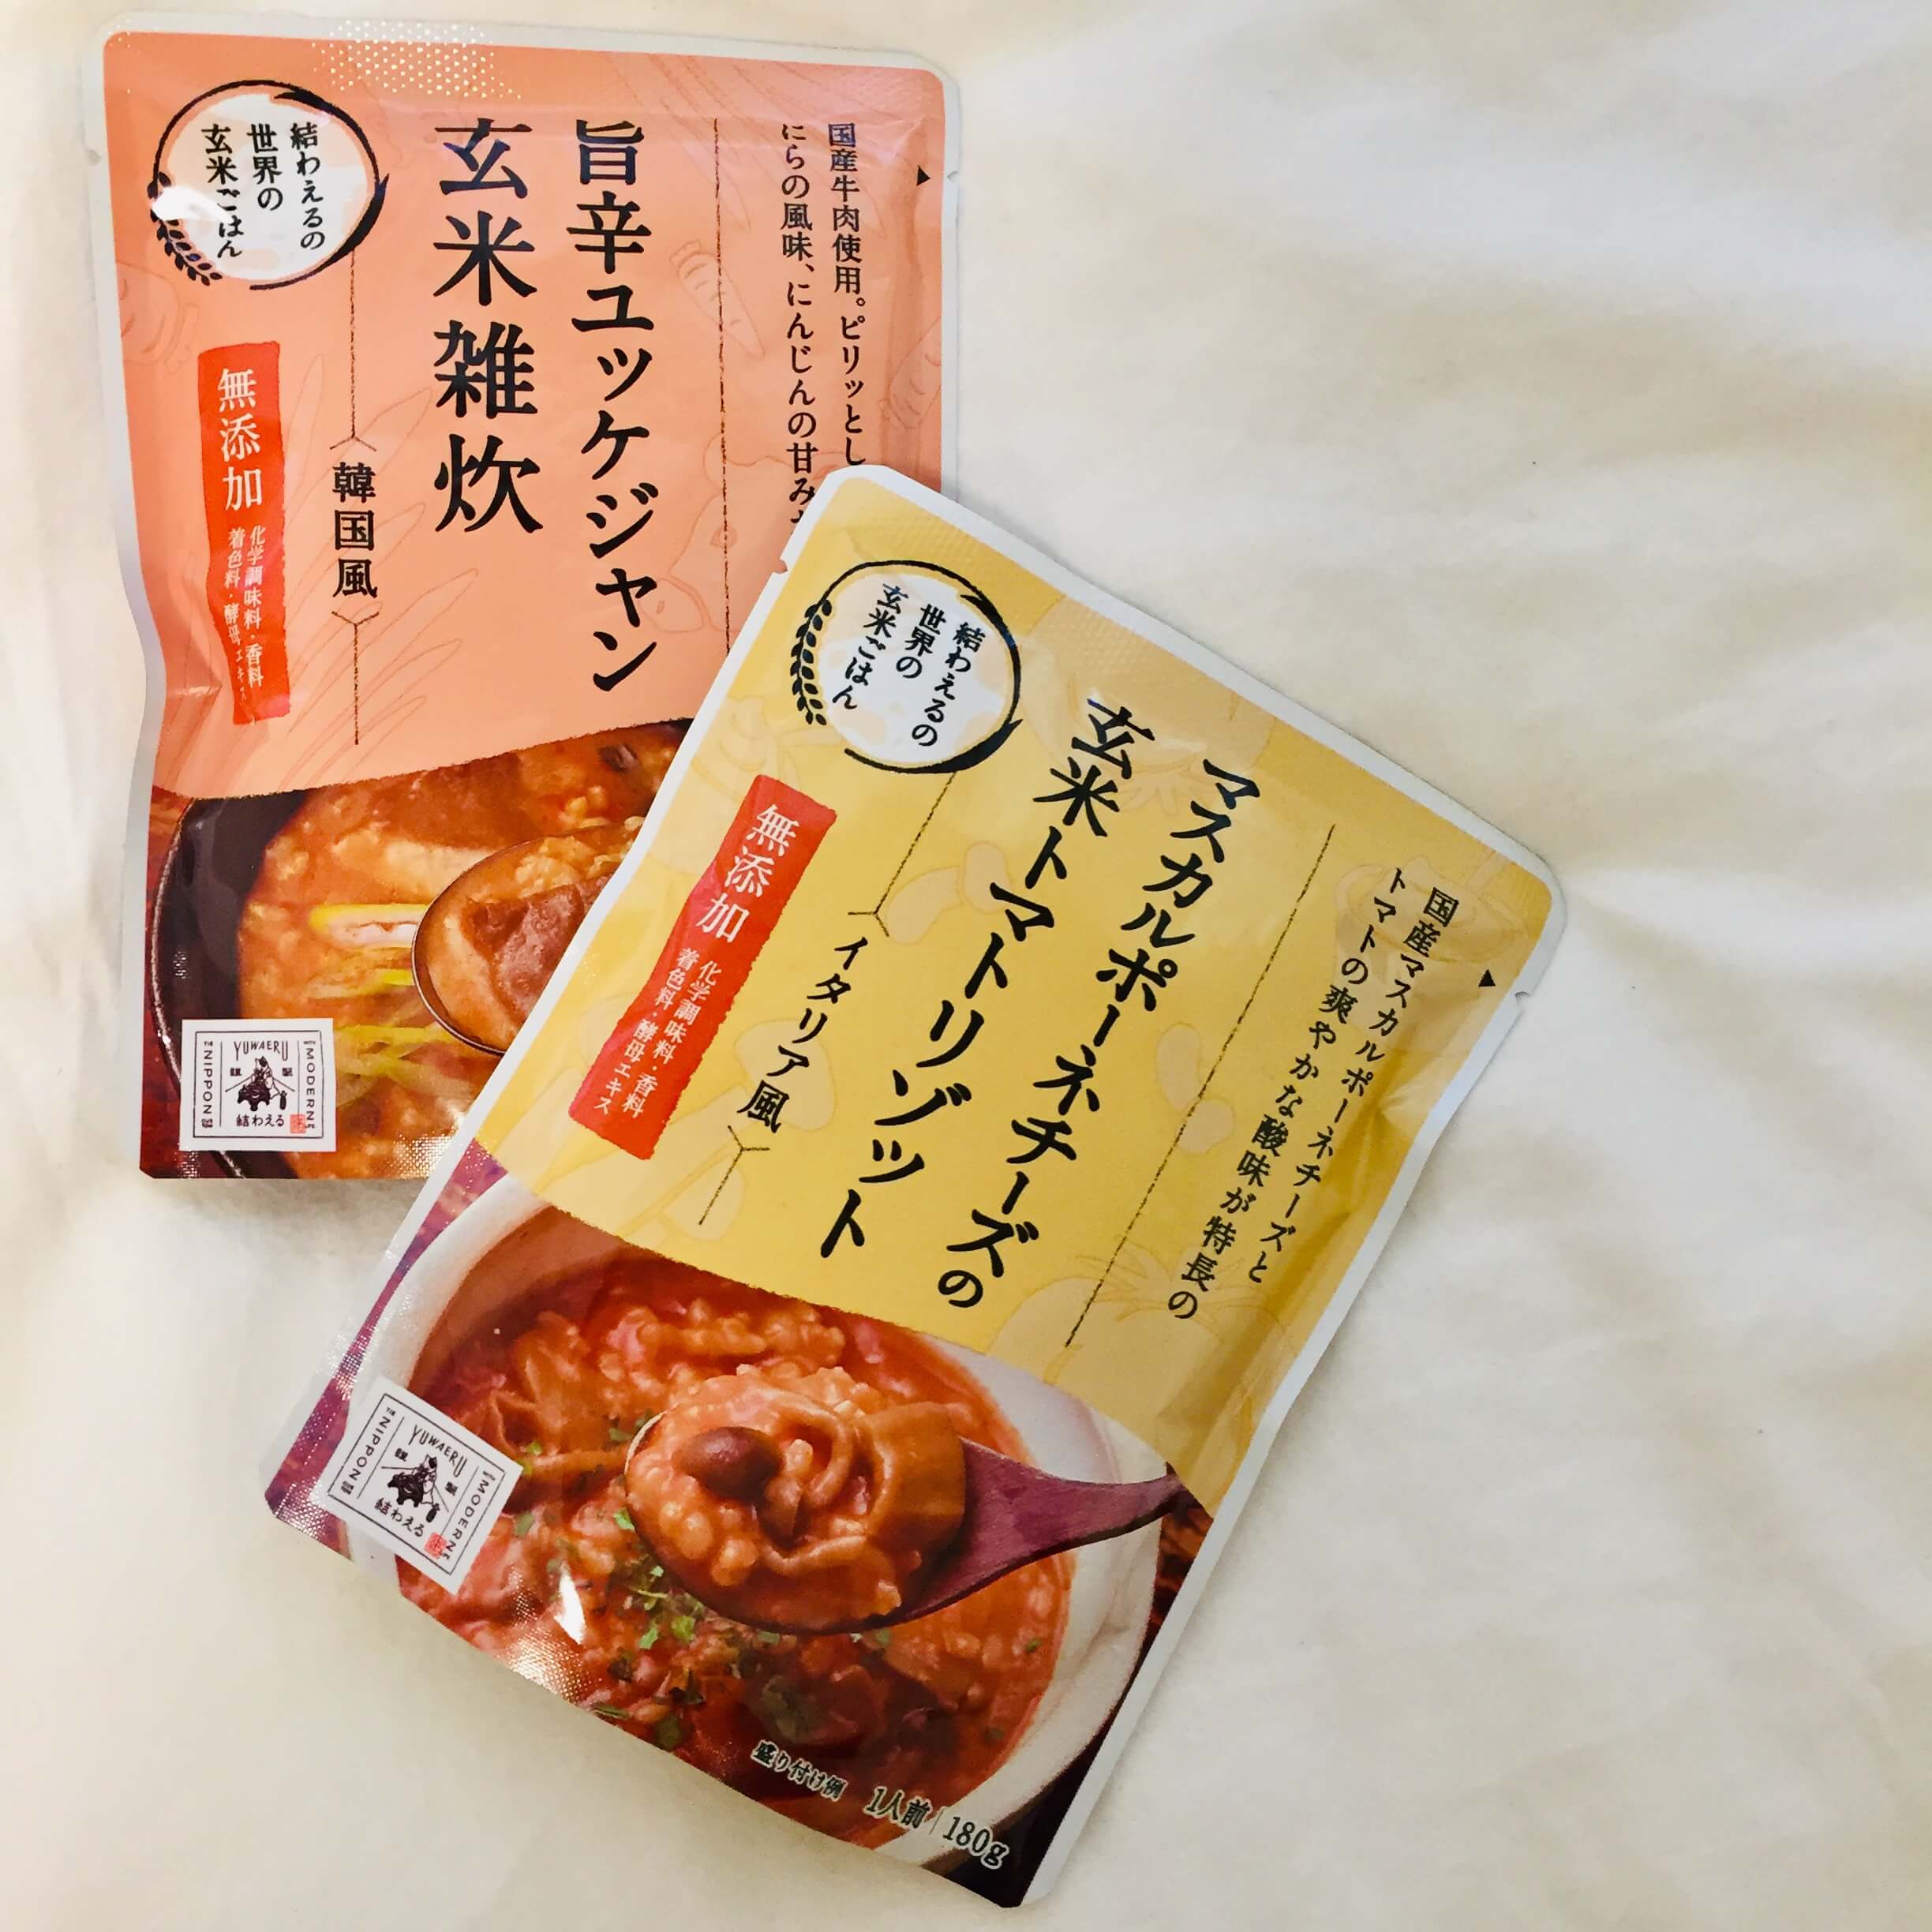 国産牛肉使用。ピリッとし
にらの風味、にんじんの甘み
旨辛ユッケジャン
玄米雑炊
結わえるの
世界の
玄米ごはん
韓国風
無添加
化学調味料・香料
着色料・酵母エキス
YUWAERU
結わえる
NIPPON
MODERN
国産マスカルポーネチーズと
トマトの爽やかな酸味が特長の
マスカルポーネチーズの
玄米トマトリゾット
結わえるの
世界の
玄米ごはん
イタリア風
無添加
化学調味料・香料
着色料・酵母エキス
YUWAERU
結わえる
NIPPON
MODERN
盛り付け例 1人前 | 180g